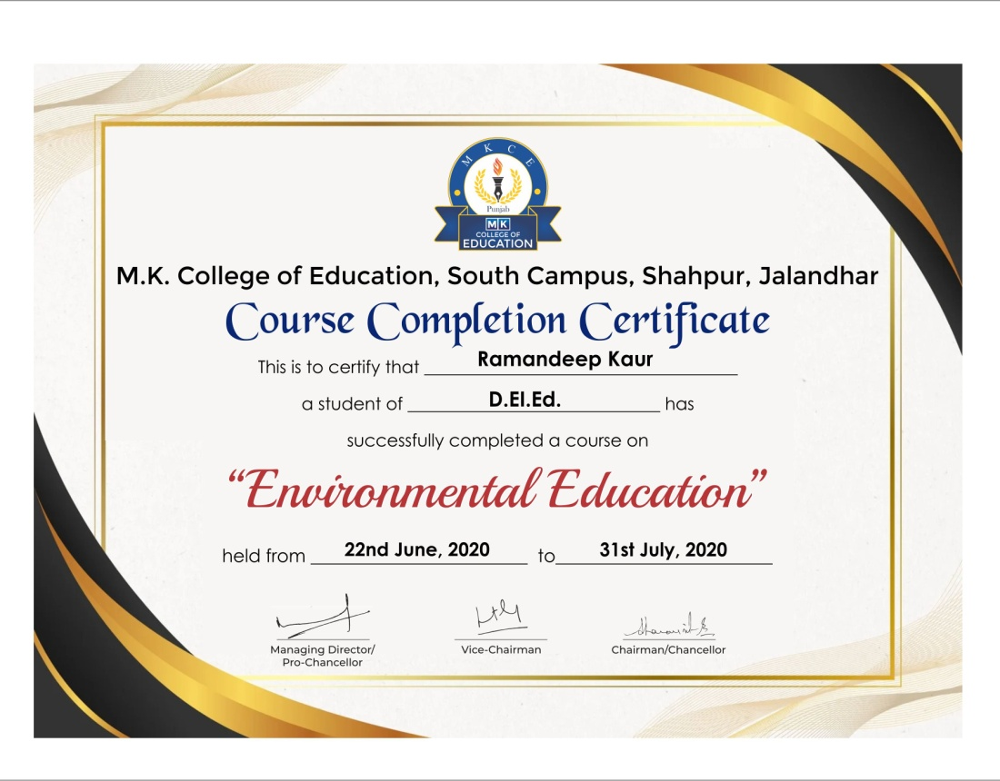 M K C E
Punjab
MK
COLLEGE OF
EDUCATION
M.K. College of Education, South Campus, Shahpur, Jalandhar
Course Completion Certificate
This is to certify that Ramandeep Kaur
a student of D.El.Ed. has
successfully completed a course on
“Environmental Education”
held from 22nd June, 2020 to 31st July, 2020
Managing Director/ Vice-Chairman Chairman/Chancellor
Pro-Chancellor